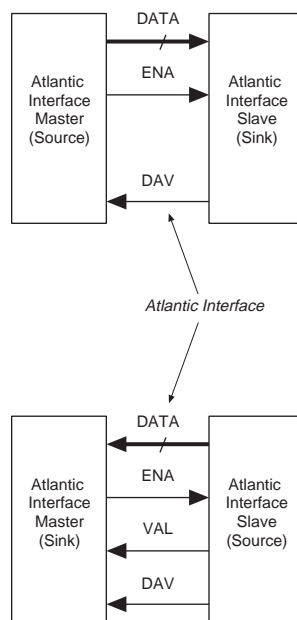 DATA
Atlantic
Interface
Master
(Source)
ENA
Atlantic
Interface
Slave
(Sink)
DAV
Atlantic Interface
DATA
Atlantic
Interface
Master
(Sink)
ENA
VAL
Atlantic
Interface
Slave
(Source)
DAV